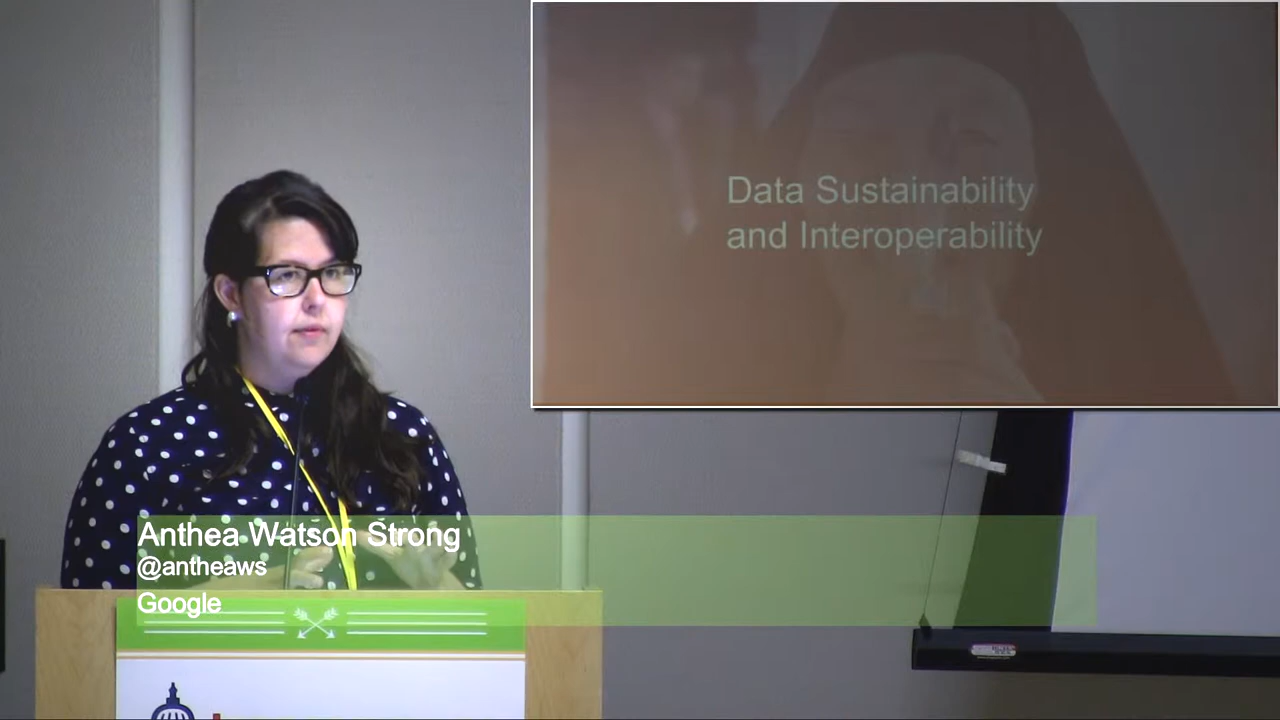 Data Sustainability
and Interoperability
Anthea Watson Strong
@antheaws
Google